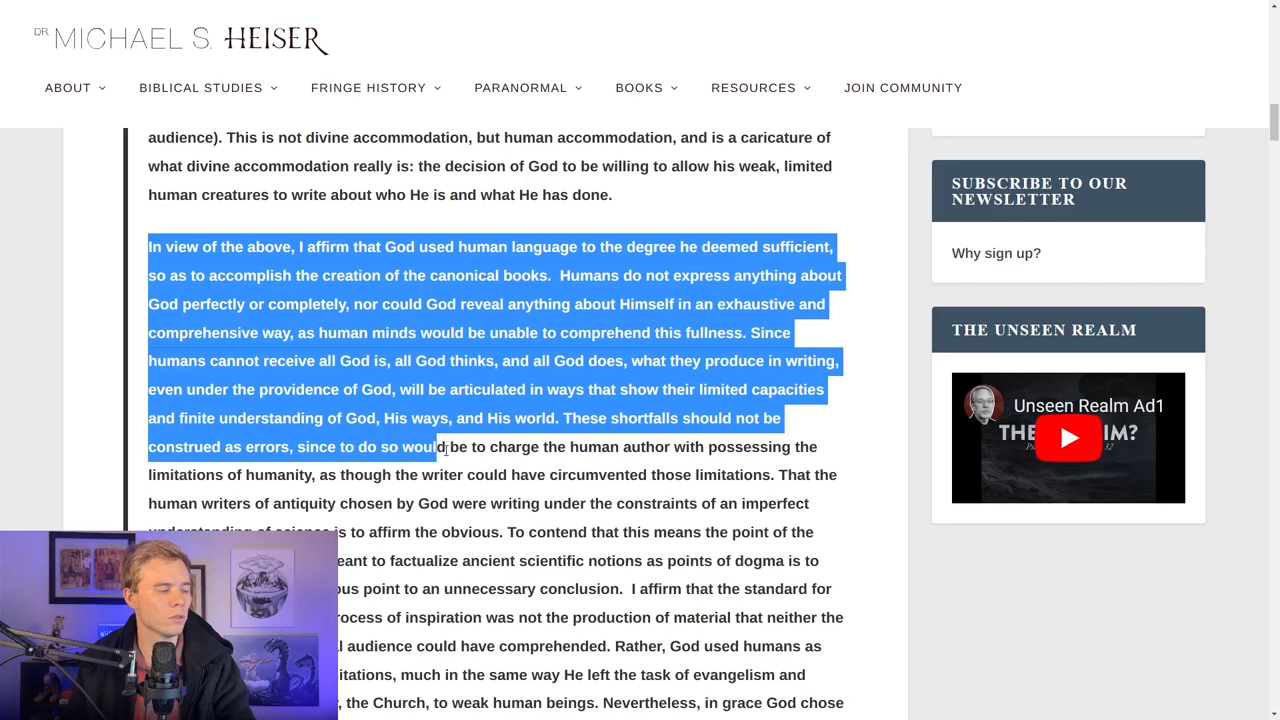 DR. MICHAEL S. HEISER
ABOUT BIBLICAL STUDIES FRINGE HISTORY PARANORMAL BOOKS RESOURCES JOIN COMMUNITY
audience). This is not divine accommodation, but human accommodation, and is a caricature of
what divine accommodation really is: the decision of God to be willing to allow his weak, limited
human creatures to write about who He is and what He has done.
In view of the above, I affirm that God used human language to the degree he deemed sufficient,
so as to accomplish the creation of the canonical books. Humans do not express anything about
God perfectly or completely, nor could God reveal anything about Himself in an exhaustive and
comprehensive way, as human minds would be unable to comprehend this fullness. Since
humans cannot receive all God is, all God thinks, and all God does, what they produce in writing,
even under the providence of God, will be articulated in ways that show their limited capacities
and finite understanding of God, His ways, and His world. These shortfalls should not be
construed as errors, since to do so would be to charge the human author with possessing the
limitations of humanity, as though the writer could have circumvented those limitations. That the
human writers of antiquity chosen by God were writing under the constraints of an imperfect
understanding of science is to affirm the obvious. To contend that this means the point of the
eant to factualize ancient scientific notions as points of dogma is to
ous point to an unnecessary conclusion. I affirm that the standard for
rocess of inspiration was not the production of material that neither the
l audience could have comprehended. Rather, God used humans as
itations, much in the same way He left the task of evangelism and
, the Church, to weak human beings. Nevertheless, in grace God chose
SUBSCRIBE TO OUR
NEWSLETTER
Why sign up?
THE UNSEEN REALM
Unseen Realm Ad1